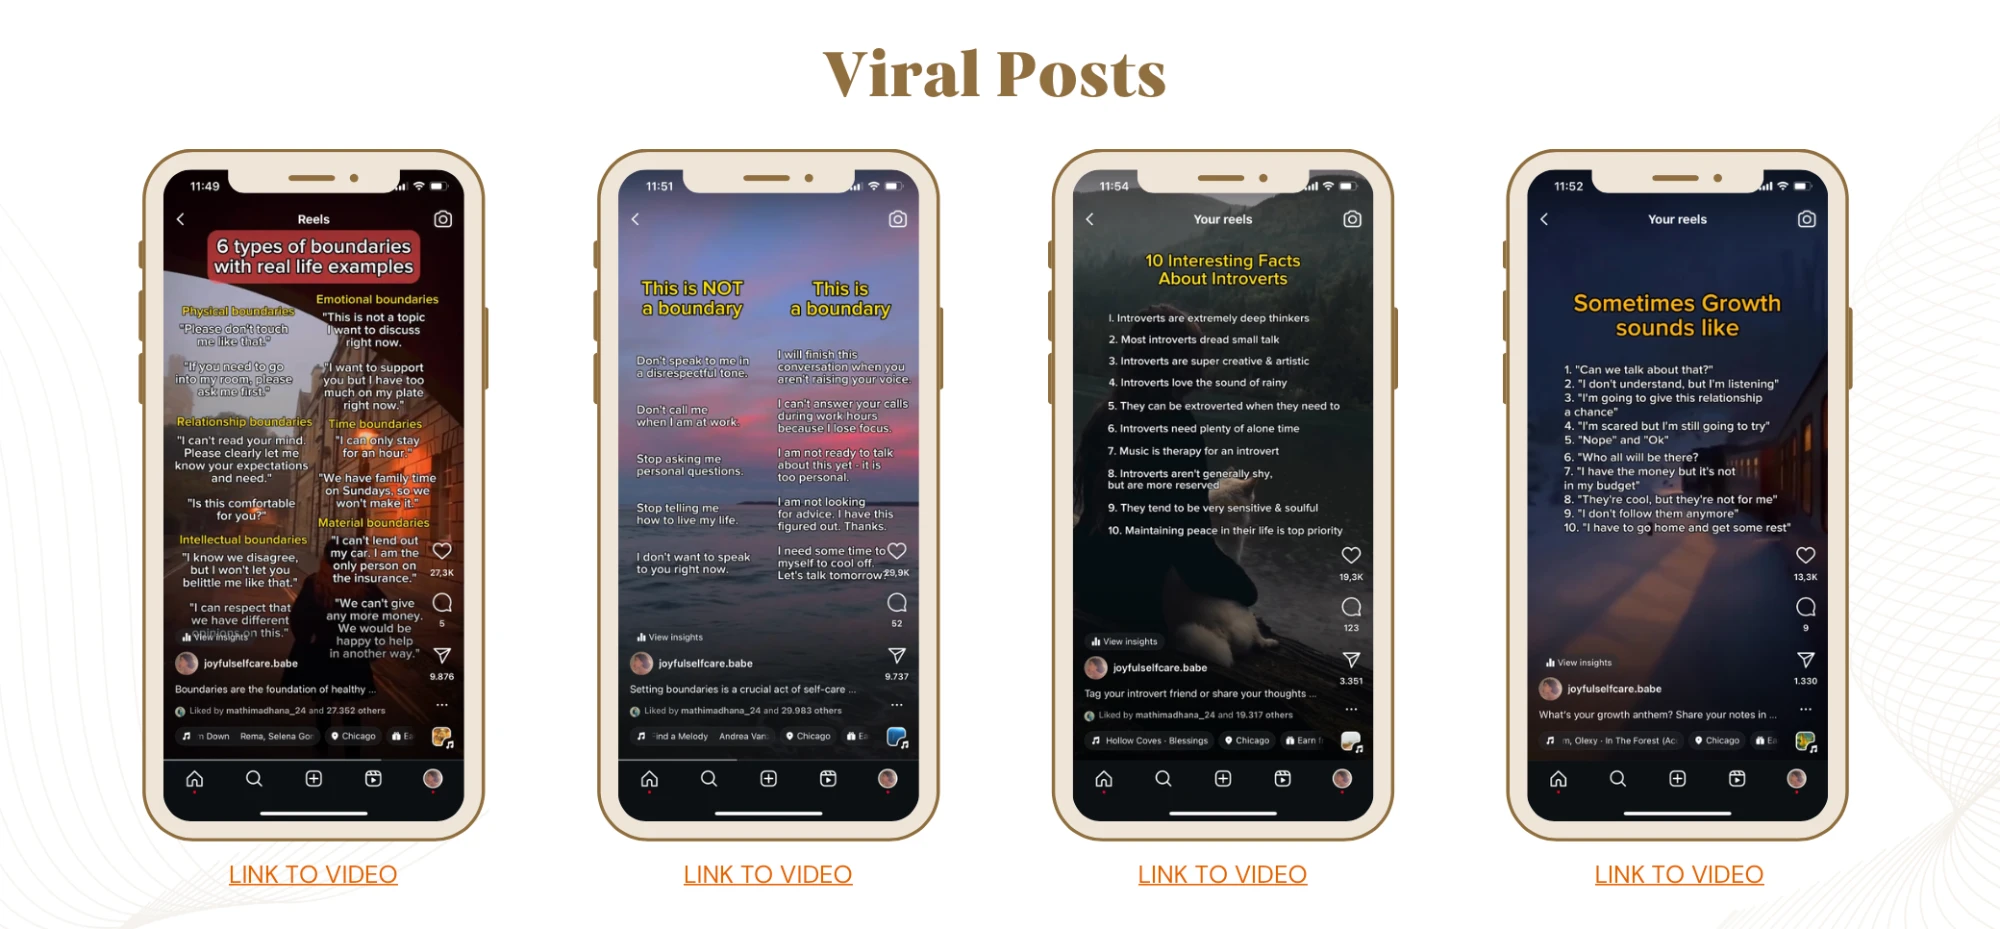 Viral Posts
11:49
Reels
6 types of boundaries
with real life examples
Physical boundaries
"Please don't touch
me like that."
"If you need to go
into my room, please
ask me first."
Relationship boundaries
"I can't read your mind.
Please clearly let me
know your expectations
and need."
"Is this comfortable
for you?"
Intellectual boundaries
"I know we disagree,
but I won't let you
belittle me like that."
"I can respect that
we have different
opinions on this."
Emotional boundaries
"This is not a topic
I want to discuss
right now.
"I want to support
you but I have too
much on my plate
right now."
Time boundaries
"I can only stay
for an hour."
"We have family time
on Sundays, so we
won't make it."
Material boundaries
"I can't lend out
my car. I am the
only person on
the insurance."
"We can't give
any more money.
We would be
happy to help
in another way."
27,3K
5
9.876
View insights
joyfulselfcare.babe
Boundaries are the foundation of healthy ...
Liked by mathimadhana_24 and 27.352 others
Down Rema, Selena Gor
Chicago
LINK TO VIDEO
11:51
This is NOT
a boundary
Don't speak to me in
a disrespectful tone.
Don't call me
when I am at work.
Stop asking me
personal questions.
Stop telling me
how to live my life.
I don't want to speak
to you right now.
This is
a boundary
I will finish this
conversation when you
aren't raising your voice.
I can't answer your calls
during work hours
because I lose focus.
I am not ready to talk
about this yet - it is
too personal.
I am not looking
for advice. I have this
figured out. Thanks.
I need some time to
myself to cool off.
Let's talk tomorrow.
29,9K
52
9.737
View insights
joyfulselfcare.babe
Setting boundaries is a crucial act of self-care ...
Liked by mathimadhana_24 and 29.983 others
ind a Melody Andrea Van
Chicago
LINK TO VIDEO
11:54
Your reels
10 Interesting Facts
About Introverts
1. Introverts are extremely deep thinkers
2. Most introverts dread small talk
3. Introverts are super creative & artistic
4. Introverts love the sound of rainy
5. They can be extroverted when they need to
6. Introverts need plenty of alone time
7. Music is therapy for an introvert
8. Introverts aren't generally shy,
but are more reserved
9. They tend to be very sensitive & soulful
10. Maintaining peace in their life is top priority
19,3K
123
3.351
View insights
joyfulselfcare.babe
Tag your introvert friend or share your thoughts ...
Liked by mathimadhana_24 and 19.317 others
Hollow Coves · Blessings
Chicago
Earn
LINK TO VIDEO
11:52
Your reels
Sometimes Growth
sounds like
1. "Can we talk about that?"
2. "I don't understand, but I'm listening"
3. "I'm going to give this relationship
a chance"
4. "I'm scared but I'm still going to try"
5. "Nope" and "Ok"
6. "Who all will be there?
7. "I have the money but it's not
in my budget"
8. "They're cool, but they're not for me"
9. "I don't follow them anymore"
10. "I have to go home and get some rest"
13,3K
9
1.330
View insights
joyfulselfcare.babe
What's your growth anthem? Share your notes in ...
m, Olexy · In The Forest (Ac
Chicago
LINK TO VIDEO